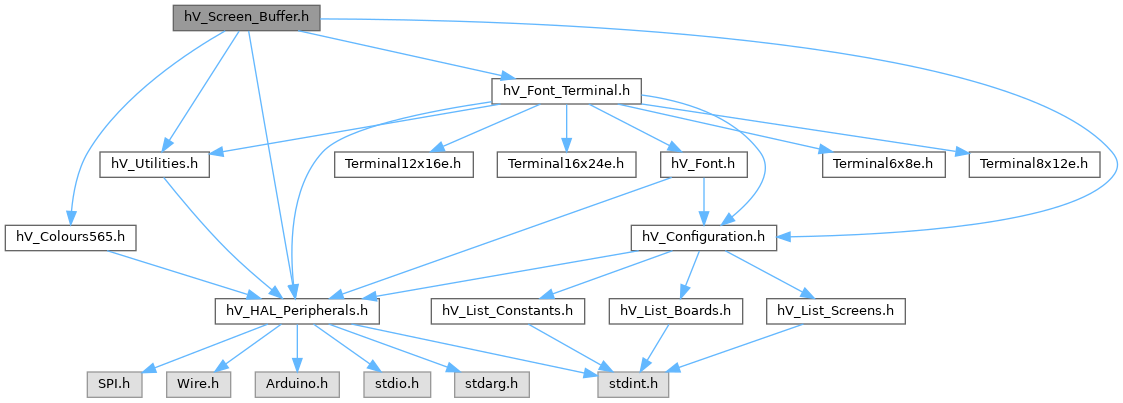 hV_Screen_Buffer.h
hV_Font_Terminal.h
hV_Utilities.h
Terminal12x16e.h
Terminal16x24e.h
hV_Font.h
Terminal6x8e.h
Terminal8x12e.h
hV_Colours565.h
hV_Configuration.h
hV_HAL_Peripherals.h
hV_List_Constants.h
hV_List_Boards.h
hV_List_Screens.h
SPI.h
Wire.h
Arduino.h
stdio.h
stdarg.h
stdint.h